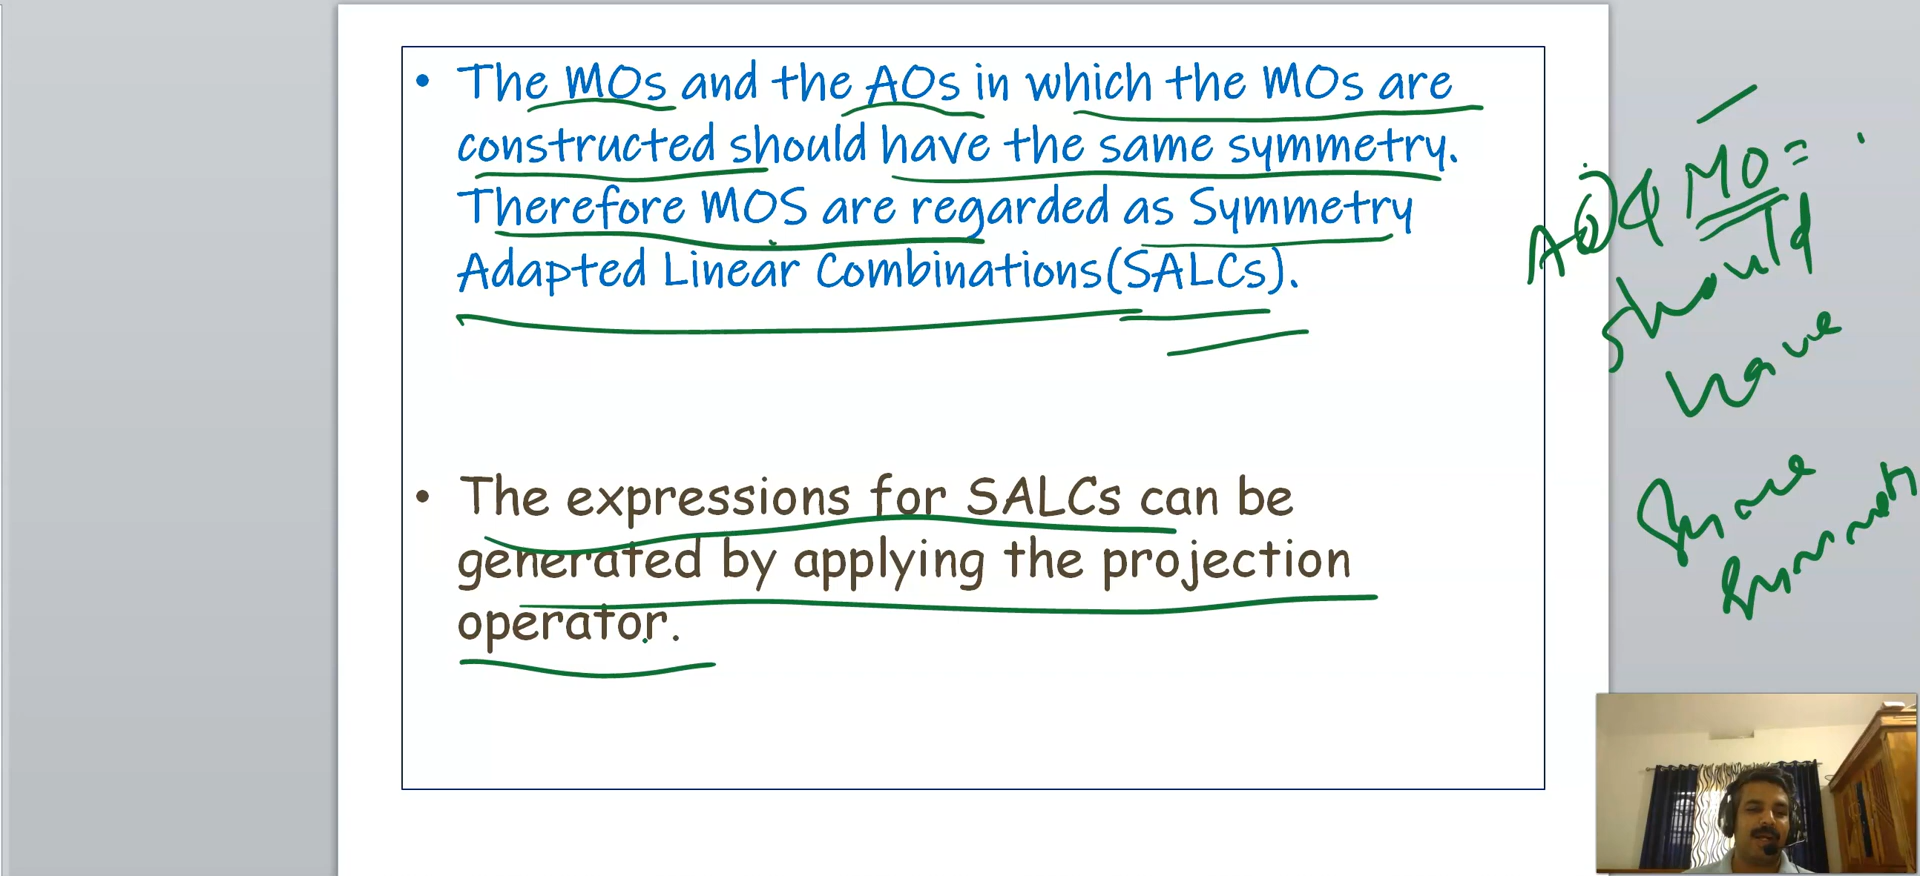 • The MOs and the AOs in which the MOs are
constructed should have the same symmetry.
Therefore MOS are regarded as Symmetry
Adapted Linear Combinations(SALCs).
• The expressions for SALCs can be
generated by applying the projection
operator.
MO =
should
have
same